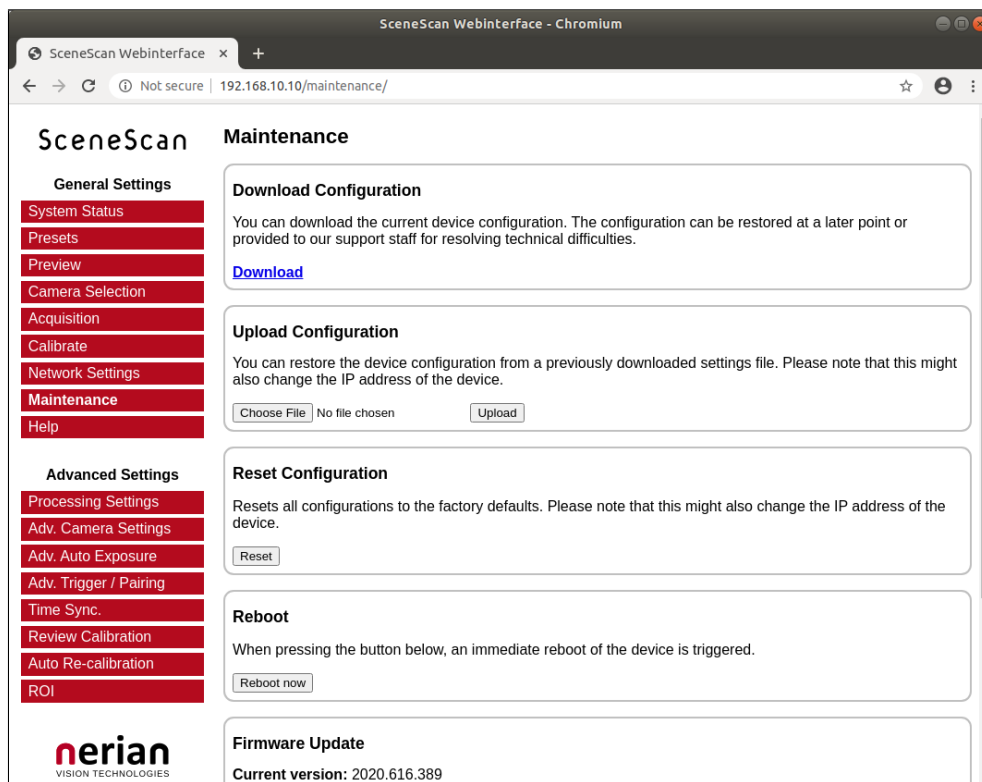 SceneScan Webinterface - Chromium
SceneScan Webinterface
Not secure | 192.168.10.10/maintenance/
SceneScan
General Settings
System Status
Presets
Preview
Camera Selection
Acquisition
Calibrate
Network Settings
Maintenance
Help
Advanced Settings
Processing Settings
Adv. Camera Settings
Adv. Auto Exposure
Adv. Trigger / Pairing
Time Sync.
Review Calibration
Auto Re-calibration
ROI
nerian
VISION TECHNOLOGIES
Maintenance
Download Configuration
You can download the current device configuration. The configuration can be restored at a later point or
provided to our support staff for resolving technical difficulties.
Download
Upload Configuration
You can restore the device configuration from a previously downloaded settings file. Please note that this might
also change the IP address of the device.
Choose File No file chosen Upload
Reset Configuration
Resets all configurations to the factory defaults. Please note that this might also change the IP address of the
device.
Reset
Reboot
When pressing the button below, an immediate reboot of the device is triggered.
Reboot now
Firmware Update
Current version: 2020.616.389